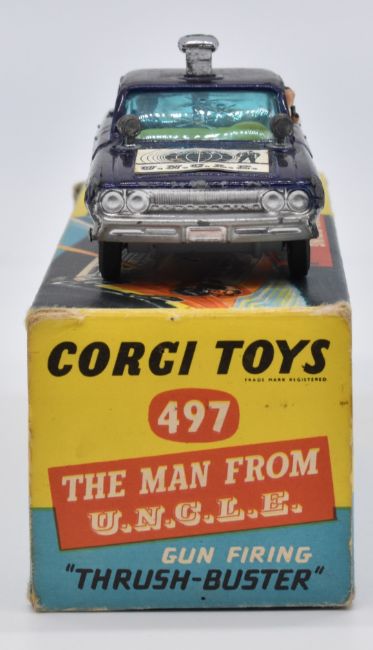 U.N.C.L.E.
CORGI TOYS
TRADE MARK REGISTERED
497
THE MAN FROM
U.N.C.L.E.
GUN FIRING
"THRUSH-BUSTER"